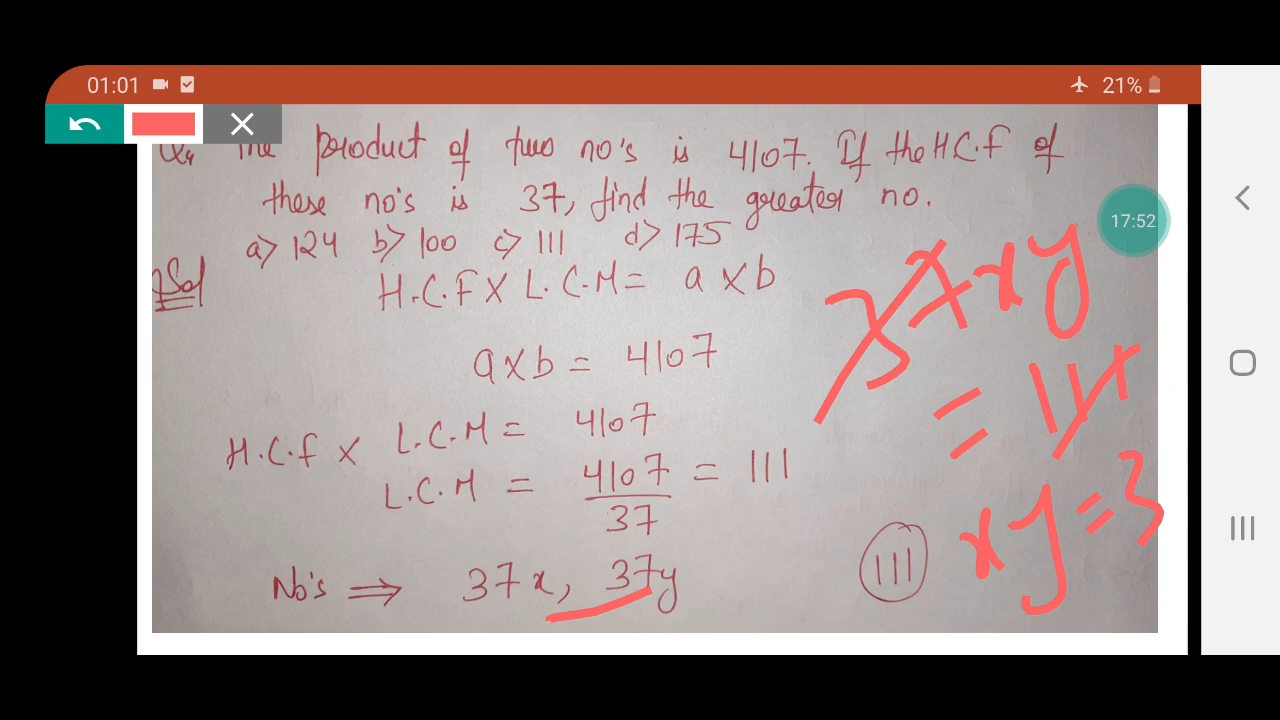 01:01 21%
The product of two no's is 4107. If the H.C.f of
these no's is 37, find the greater no.
a> 124 b> 100 c> 111 d> 175
Sol
H.C.f X L.C.M = a X b
a X b = 4107
H.C.f X L.C.M = 4107
L.C.M = 4107 = 111
37
No's ⇒ 37x, 37y
111
17:52
37 x y
= 111
xy = 3